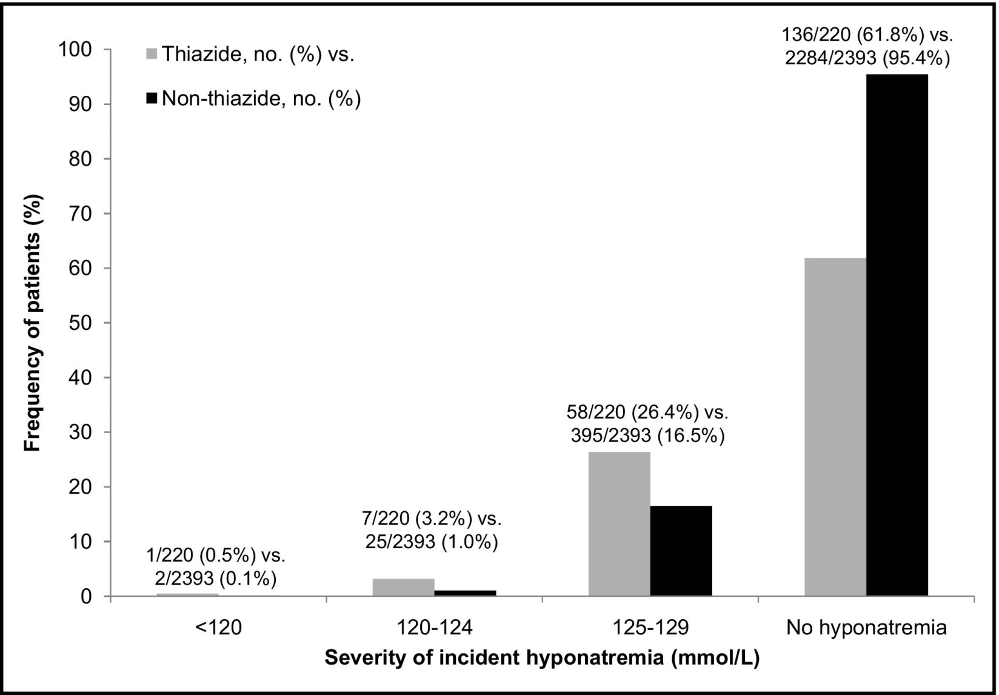 136/220 (61.8%) vs.
2284/2393 (95.4%)
Thiazide, no. (%) vs.
Non-thiazide, no. (%)
100
90
80
70
60
50
40
30
20
10
0
Frequency of patients (%)
58/220 (26.4%) vs.
395/2393 (16.5%)
7/220 (3.2%) vs.
25/2393 (1.0%)
1/220 (0.5%) vs.
2/2393 (0.1%)
<120
120-124
125-129
No hyponatremia
Severity of incident hyponatremia (mmol/L)